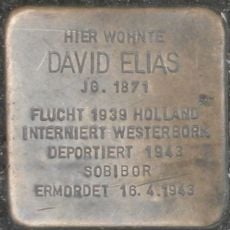 HIER WOHNTE
DAVID ELIAS
JG. 1871
FLUCHT 1939 HOLLAND
INTERNIERT WESTERBORK
DEPORTIERT 1943
SOBIBOR
ERMORDET 16.4.1943